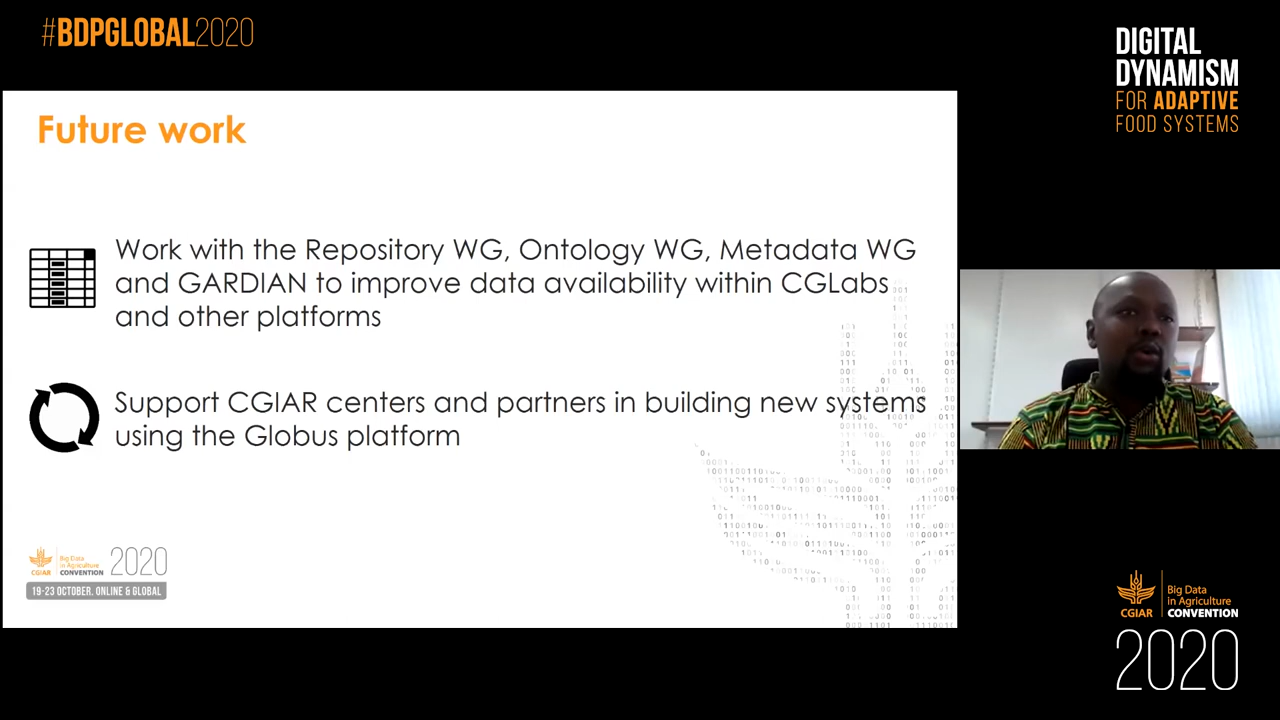 #BDPGLOBAL2020
DIGITAL
DYNAMISM
FOR ADAPTIVE
FOOD SYSTEMS
Future work
Work with the Repository WG, Ontology WG, Metadata WG
and GARDIAN to improve data availability within CGLabs
and other platforms
Support CGIAR centers and partners in building new systems
using the Globus platform
CGIAR
Big Data
in Agriculture
CONVENTION
2020
19-23 OCTOBER. ONLINE & GLOBAL
CGIAR
Big Data
in Agriculture
CONVENTION
2020